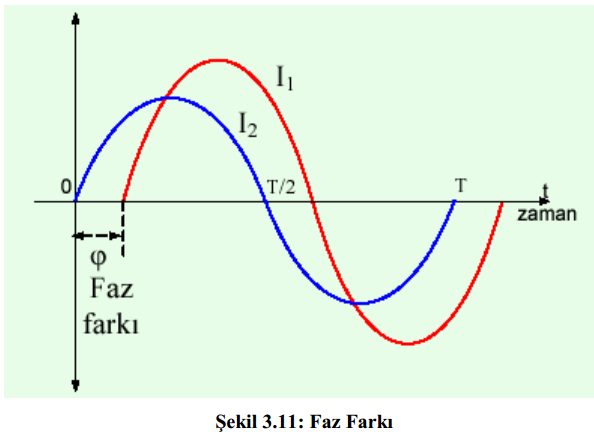 I₁
I₂
0
T/2
T
t
zaman
φ
Faz
farkı
Şekil 3.11: Faz Farkı